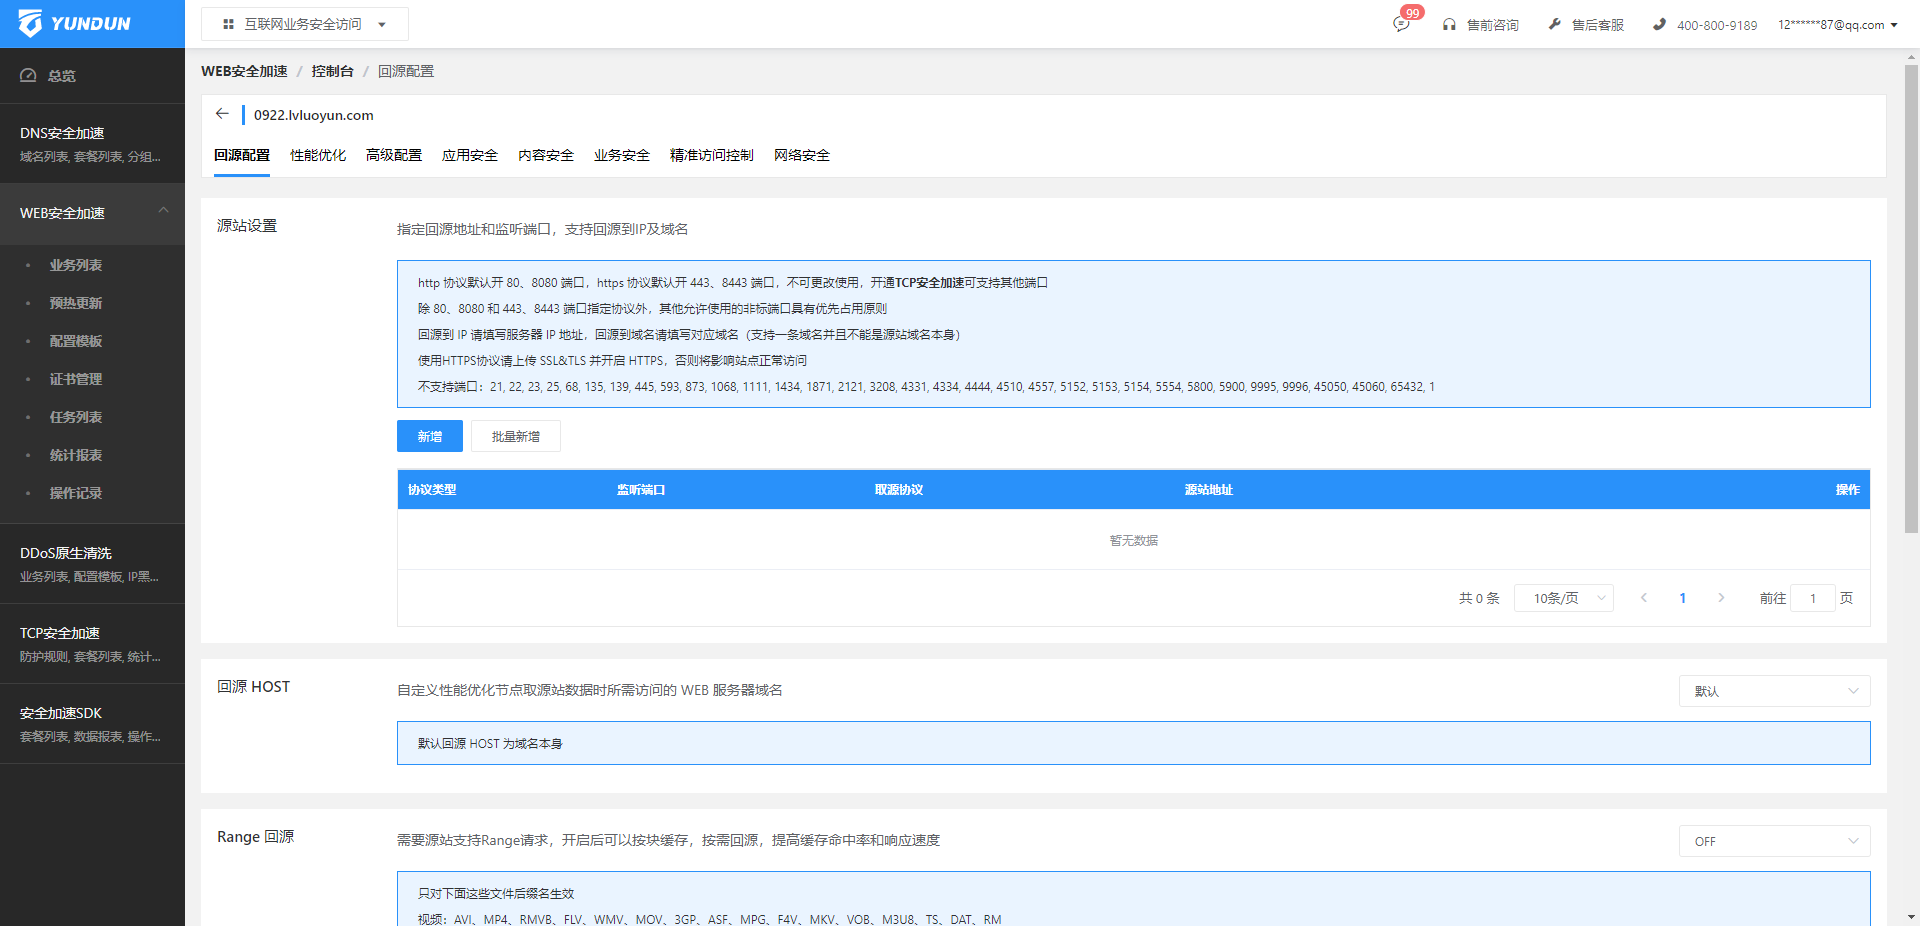 YUNDUN
互联网业务安全访问
99
售前咨询
售后客服
400-800-9189
12******87@qq.com
总览
DNS安全加速
域名列表, 套餐列表, 分组...
WEB安全加速
业务列表
预热更新
配置模板
证书管理
任务列表
统计报表
操作记录
DDoS原生清洗
业务列表, 配置模板, IP黑...
TCP安全加速
防护规则, 套餐列表, 统计...
安全加速SDK
套餐列表, 数据报表, 操作...
WEB安全加速 / 控制台 / 回源配置
0922.lvluoyun.com
回源配置 性能优化 高级配置 应用安全 内容安全 业务安全 精准访问控制 网络安全
源站设置
指定回源地址和监听端口，支持回源到IP及域名
http 协议默认开 80、8080 端口，https 协议默认开 443、8443 端口，不可更改使用，开通TCP安全加速可支持其他端口
除 80、8080 和 443、8443 端口指定协议外，其他允许使用的非标端口具有优先占用原则
回源到 IP 请填写服务器 IP 地址，回源到域名请填写对应域名（支持一条域名并且不能是源站域名本身）
使用HTTPS协议请上传 SSL&TLS 并开启 HTTPS，否则将影响站点正常访问
不支持端口：21, 22, 23, 25, 68, 135, 139, 445, 593, 873, 1068, 1111, 1434, 1871, 2121, 3208, 4331, 4334, 4444, 4510, 4557, 5152, 5153, 5154, 5554, 5800, 5900, 9995, 9996, 45050, 45060, 65432, 1
新增 批量新增
协议类型 监听端口 取源协议 源站地址 操作
暂无数据
共 0 条 10条/页 1 前往 1 页
回源 HOST
自定义性能优化节点取源站数据时所需访问的 WEB 服务器域名
默认
默认回源 HOST 为域名本身
Range 回源
需要源站支持Range请求，开启后可以按块缓存，按需回源，提高缓存命中率和响应速度
OFF
只对下面这些文件后缀名生效
视频：AVI、MP4、RMVB、FLV、WMV、MOV、3GP、ASF、MPG、F4V、MKV、VOB、M3U8、TS、DAT、RM